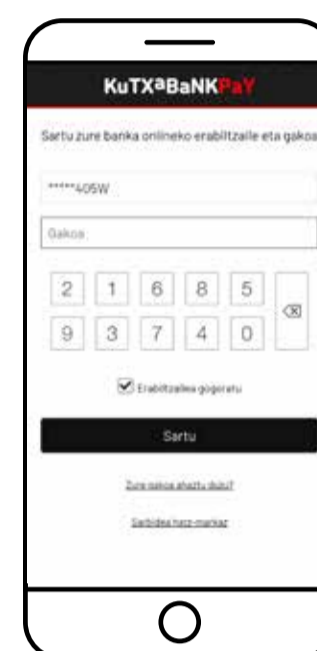 KuTXaBaNKPaY
Sartu zure banka onlineko erabiltzaile eta gakoa
*****405W
Gakoa
2 1 6 8 5
9 3 7 4 0
Erabiltzailea gogoratu
Sartu
Zure gakoa ahaztu duzu?
Sarbidea hatz-markaz